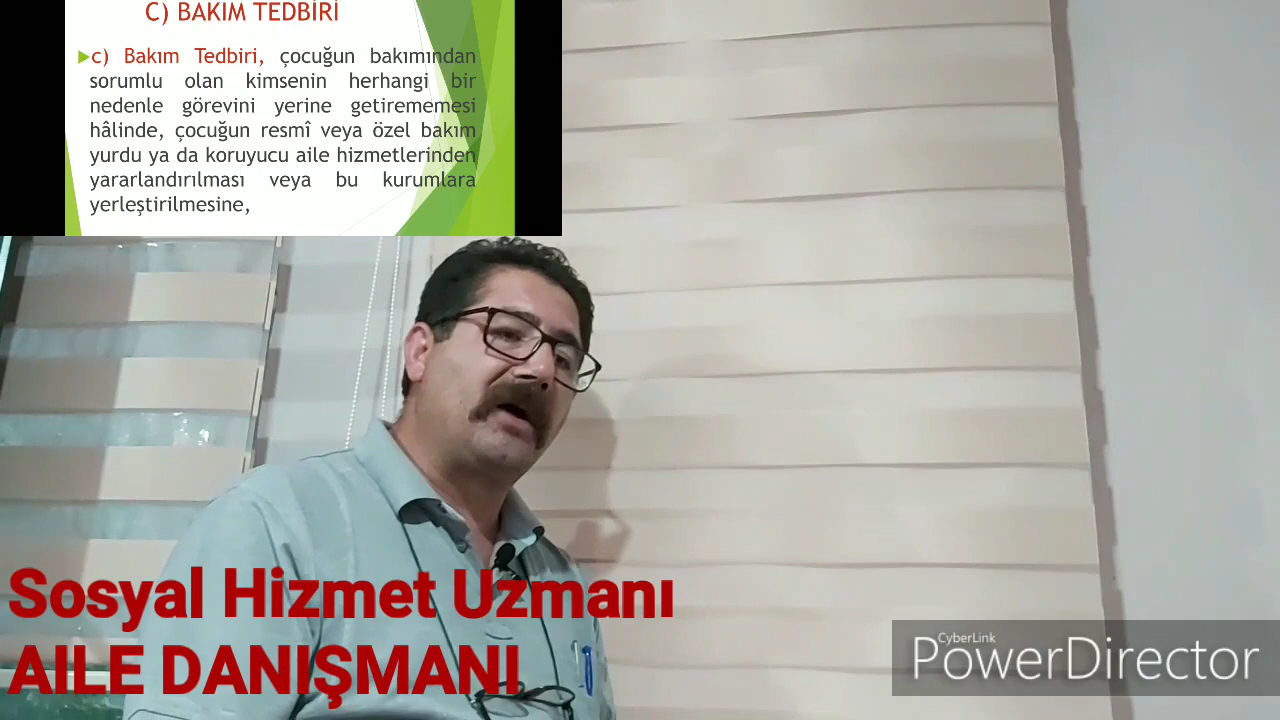 C) BAKIM TEDBİRİ
c) Bakım Tedbiri, çocuğun bakımından
sorumlu olan kimsenin herhangi bir
nedenle görevini yerine getirememesi
hâlinde, çocuğun resmî veya özel bakım
yurdu ya da koruyucu aile hizmetlerinden
yararlandırılması veya bu kurumlara
yerleştirilmesine,
Sosyal Hizmet Uzmanı
AILE DANIŞMANI
CyberLink
PowerDirector